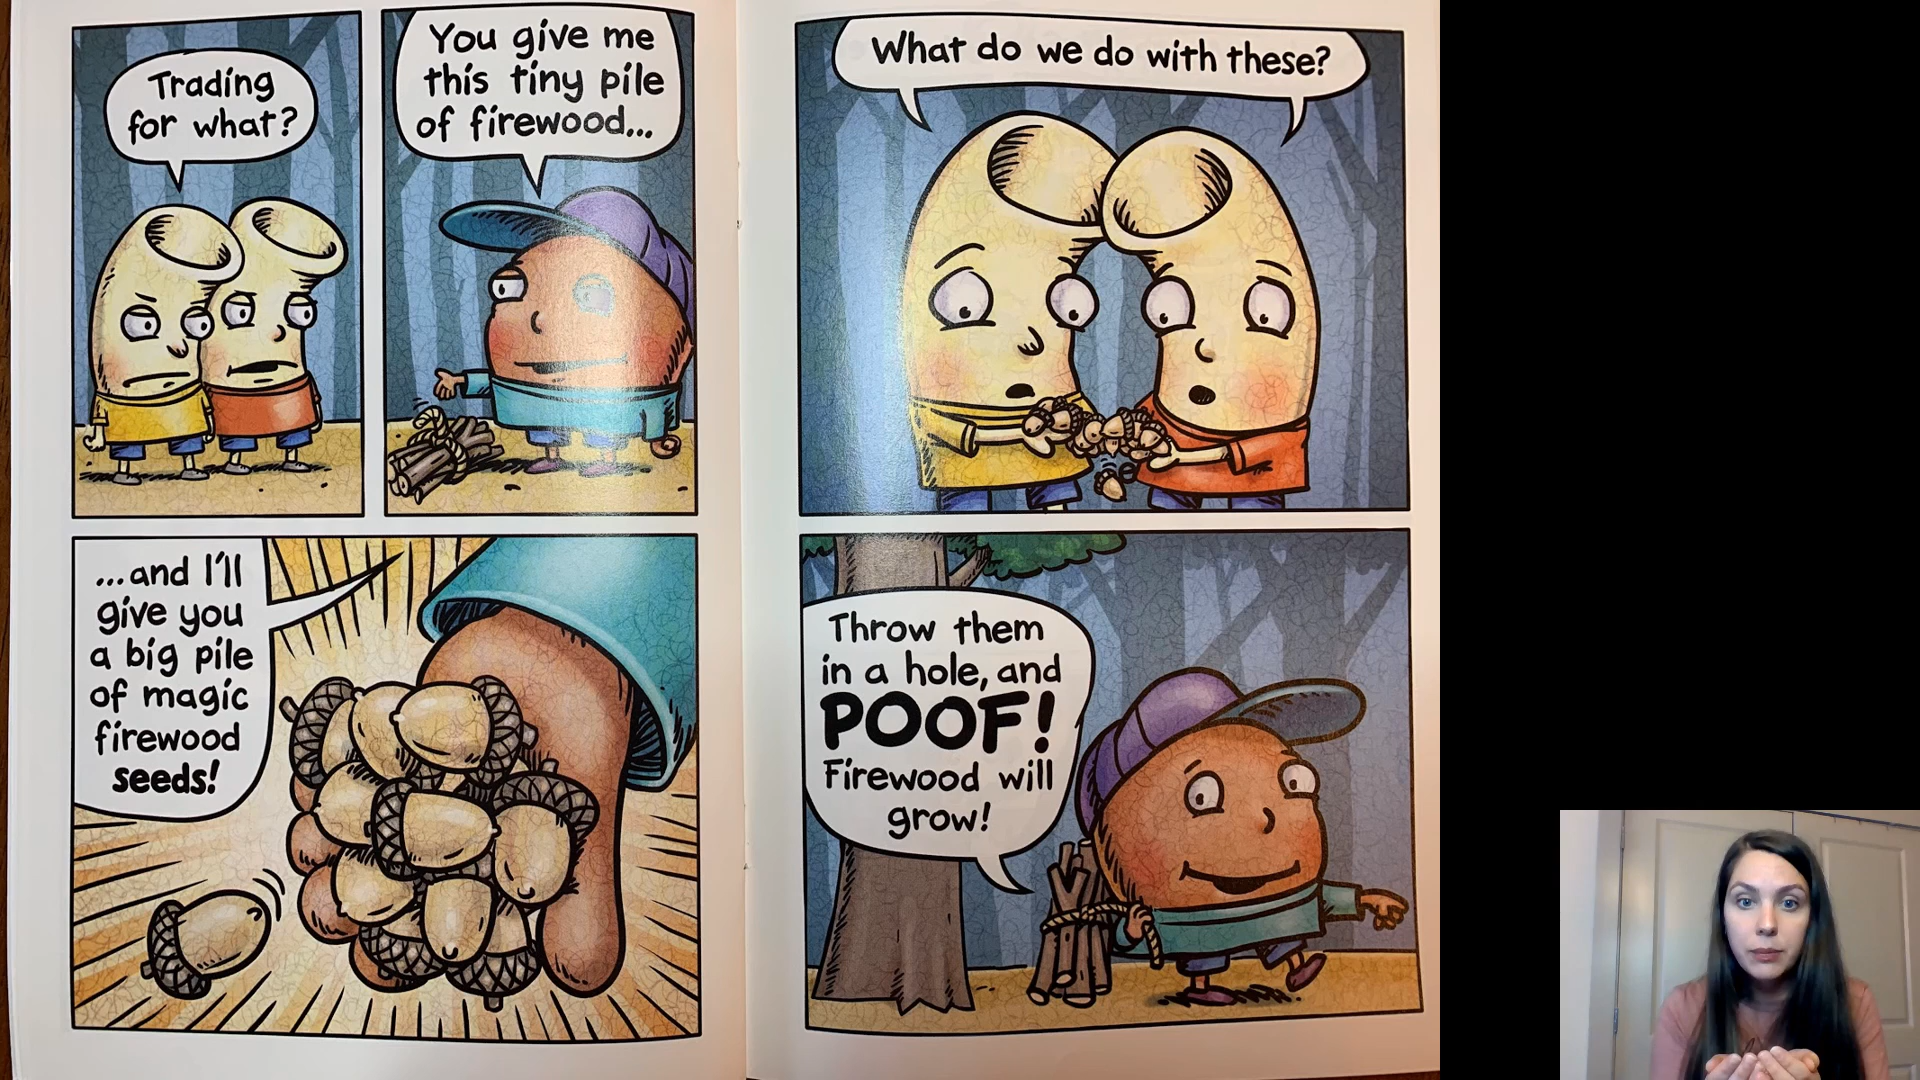 Trading
for what?
You give me
this tiny pile
of firewood...
...and I'll
give you
a big pile
of magic
firewood
seeds!
What do we do with these?
Throw them
in a hole, and
POOF!
Firewood will
grow!